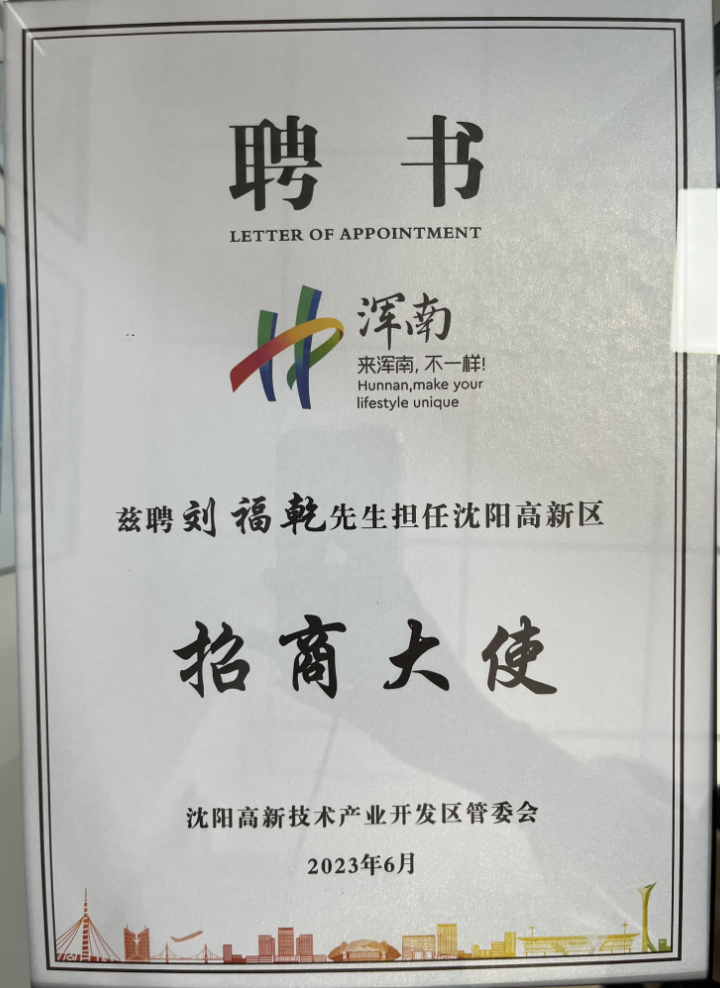 聘书
LETTER OF APPOINTMENT
浑南
来浑南,不一样!
Hunnan,make your
lifestyle unique
兹聘刘福乾先生担任沈阳高新区
招商大使
沈阳高新技术产业开发区管委会
2023年6月